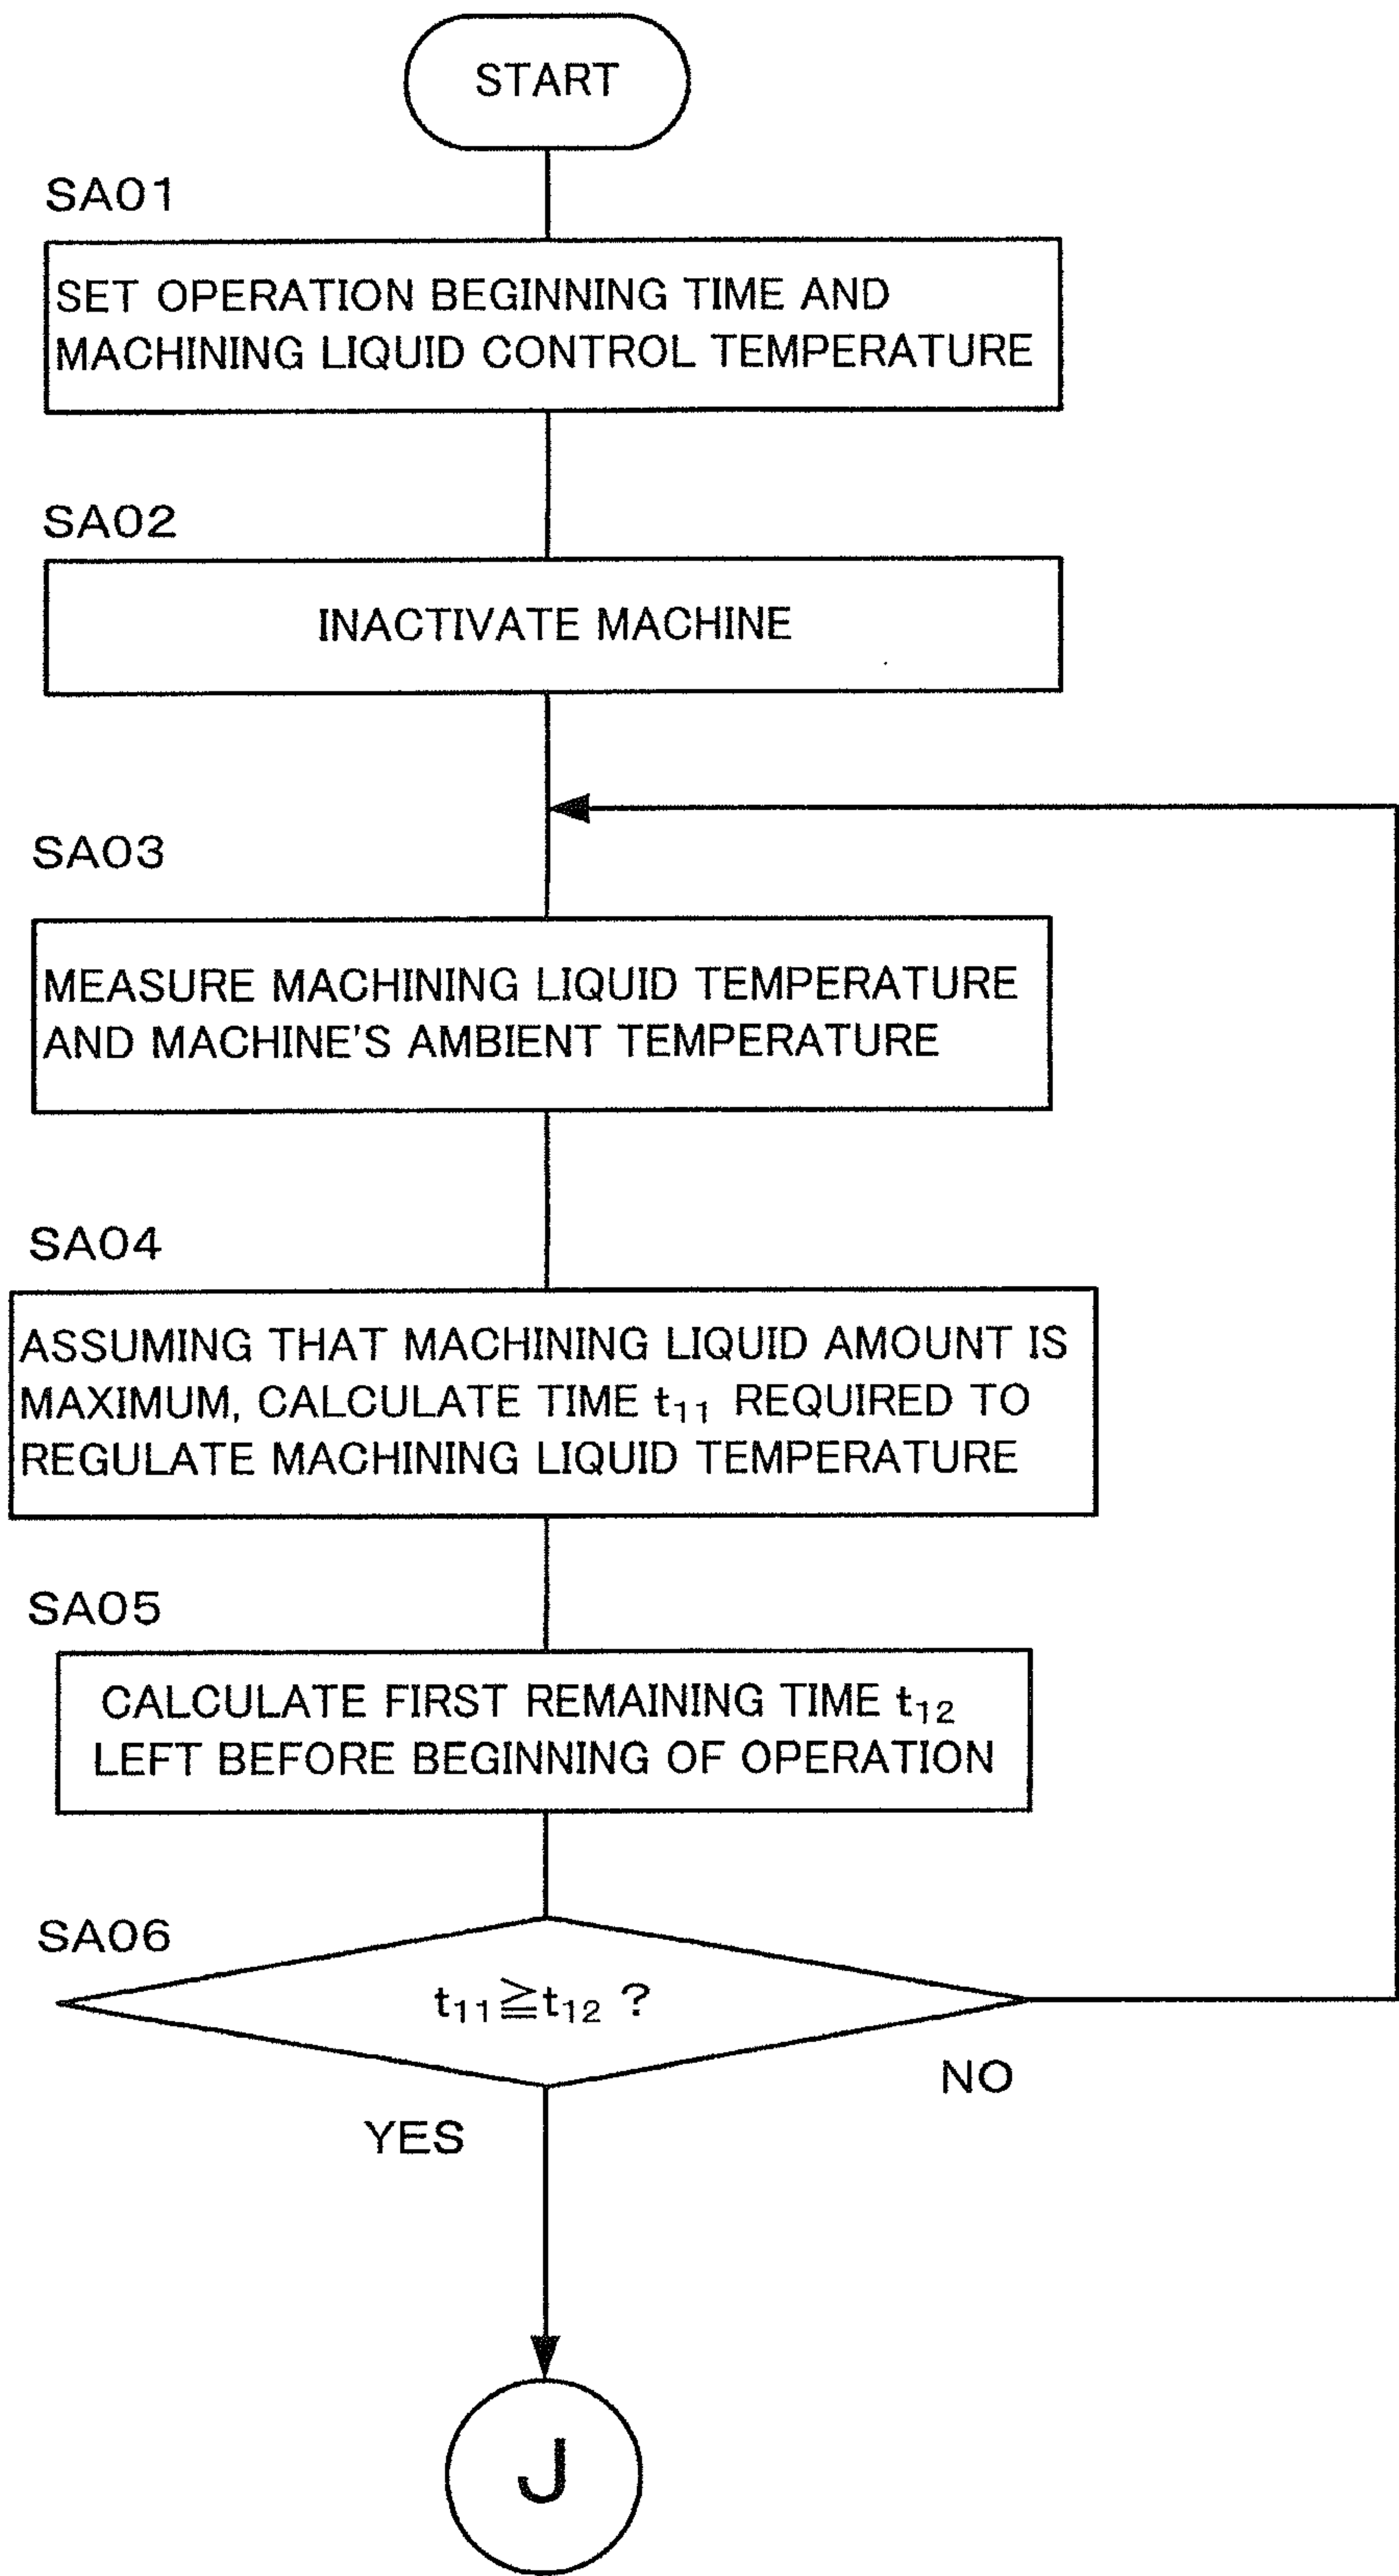 START
SA01
SET OPERATION BEGINNING TIME AND
MACHINING LIQUID CONTROL TEMPERATURE
SA02
INACTIVATE MACHINE
SA03
MEASURE MACHINING LIQUID TEMPERATURE
AND MACHINE'S AMBIENT TEMPERATURE
SA04
ASSUMING THAT MACHINING LIQUID AMOUNT IS
MAXIMUM, CALCULATE TIME t₁₁ REQUIRED TO
REGULATE MACHINING LIQUID TEMPERATURE
SA05
CALCULATE FIRST REMAINING TIME t₁₂
LEFT BEFORE BEGINNING OF OPERATION
SA06
t₁₁≧t₁₂ ?
NO
YES
J